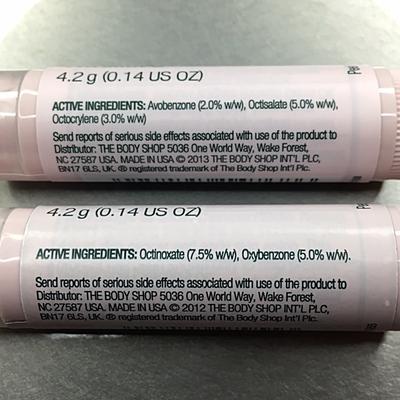 4.2 g (0.14 US OZ)
ACTIVE INGREDIENTS: Avobenzone (2.0% w/w), Octisalate (5.0% w/w),
Octocrylene (3.0% w/w)
Send reports of serious side effects associated with use of the product to
Distributor: THE BODY SHOP 5036 One World Way, Wake Forest,
NC 27587 USA. MADE IN USA © 2013 THE BODY SHOP INT'L PLC,
BN17 6LS, UK. ® registered trademark of The Body Shop Int'l Plc.
4.2 g (0.14 US OZ)
ACTIVE INGREDIENTS: Octinoxate (7.5% w/w), Oxybenzone (5.0% w/w).
Send reports of serious side effects associated with use of the product to
Distributor: THE BODY SHOP 5036 One World Way, Wake Forest,
NC 27587 USA. MADE IN USA © 2012 THE BODY SHOP INT'L PLC,
BN17 6LS, UK. ® registered trademark of The Body Shop Int'l Plc.